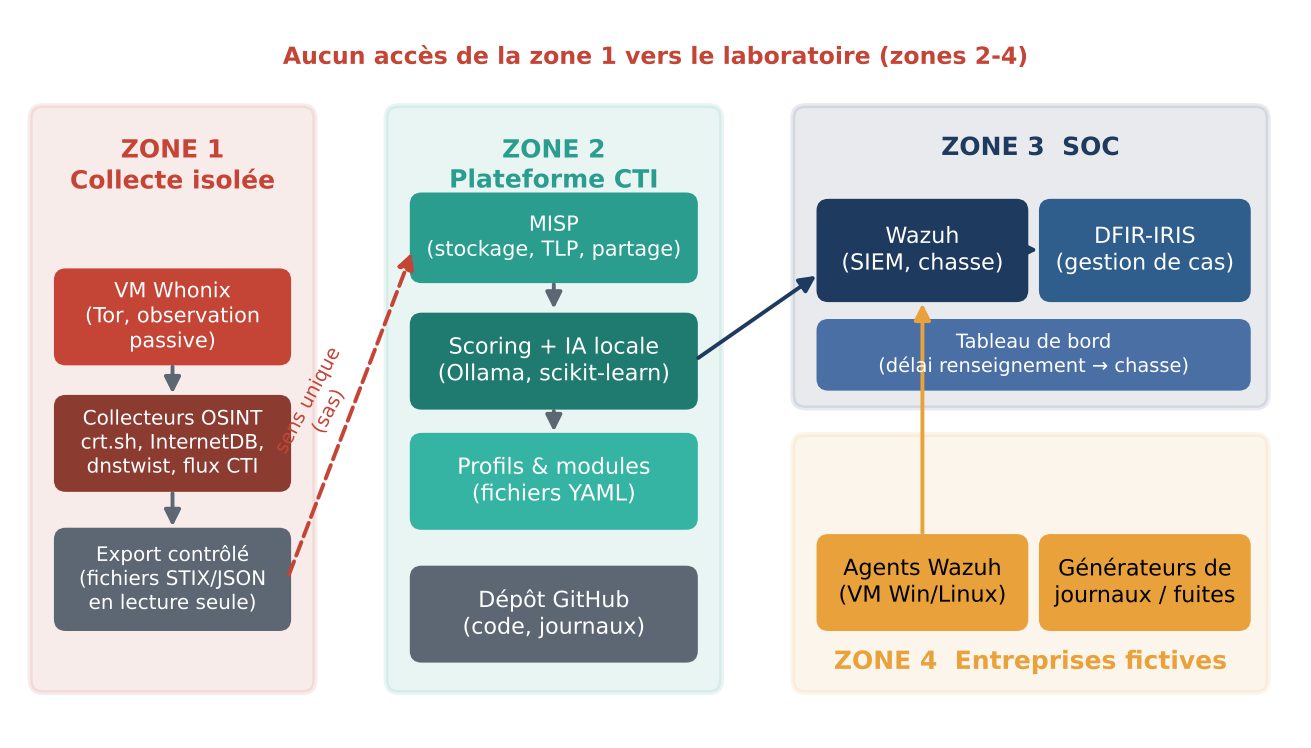 Aucun accès de la zone 1 vers le laboratoire (zones 2-4)
ZONE 1
Collecte isolée
VM Whonix
(Tor, observation
passive)
Collecteurs OSINT
crt.sh, InternetDB,
dnstwist, flux CTI
Export contrôlé
(fichiers STIX/JSON
en lecture seule)
sens unique
(sas)
ZONE 2
Plateforme CTI
MISP
(stockage, TLP, partage)
Scoring + IA locale
(Ollama, scikit-learn)
Profils & modules
(fichiers YAML)
Dépôt GitHub
(code, journaux)
ZONE 3  SOC
Wazuh
(SIEM, chasse)
DFIR-IRIS
(gestion de cas)
Tableau de bord
(délai renseignement → chasse)
Agents Wazuh
(VM Win/Linux)
Générateurs de
journaux / fuites
ZONE 4  Entreprises fictives